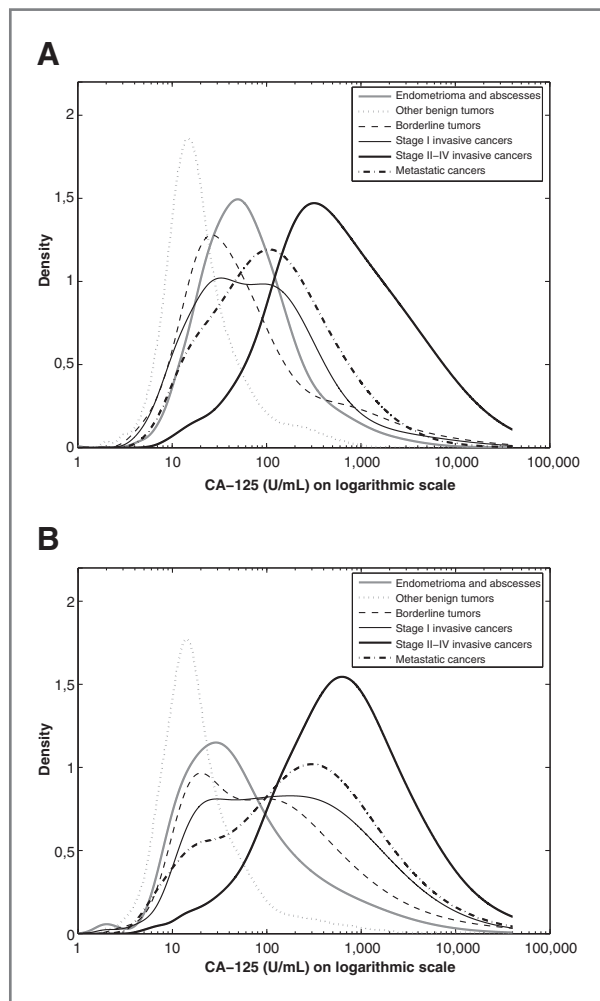 A
2
1,5
1
0,5
0
Density
Endometrioma and abscesses
Other benign tumors
Borderline tumors
Stage I invasive cancers
Stage II–IV invasive cancers
Metastatic cancers
1 10 100 1,000 10,000 100,000
CA–125 (U/mL) on logarithmic scale
B
2
1,5
1
0,5
0
Density
Endometrioma and abscesses
Other benign tumors
Borderline tumors
Stage I invasive cancers
Stage II–IV invasive cancers
Metastatic cancers
1 10 100 1,000 10,000 100,000
CA–125 (U/mL) on logarithmic scale